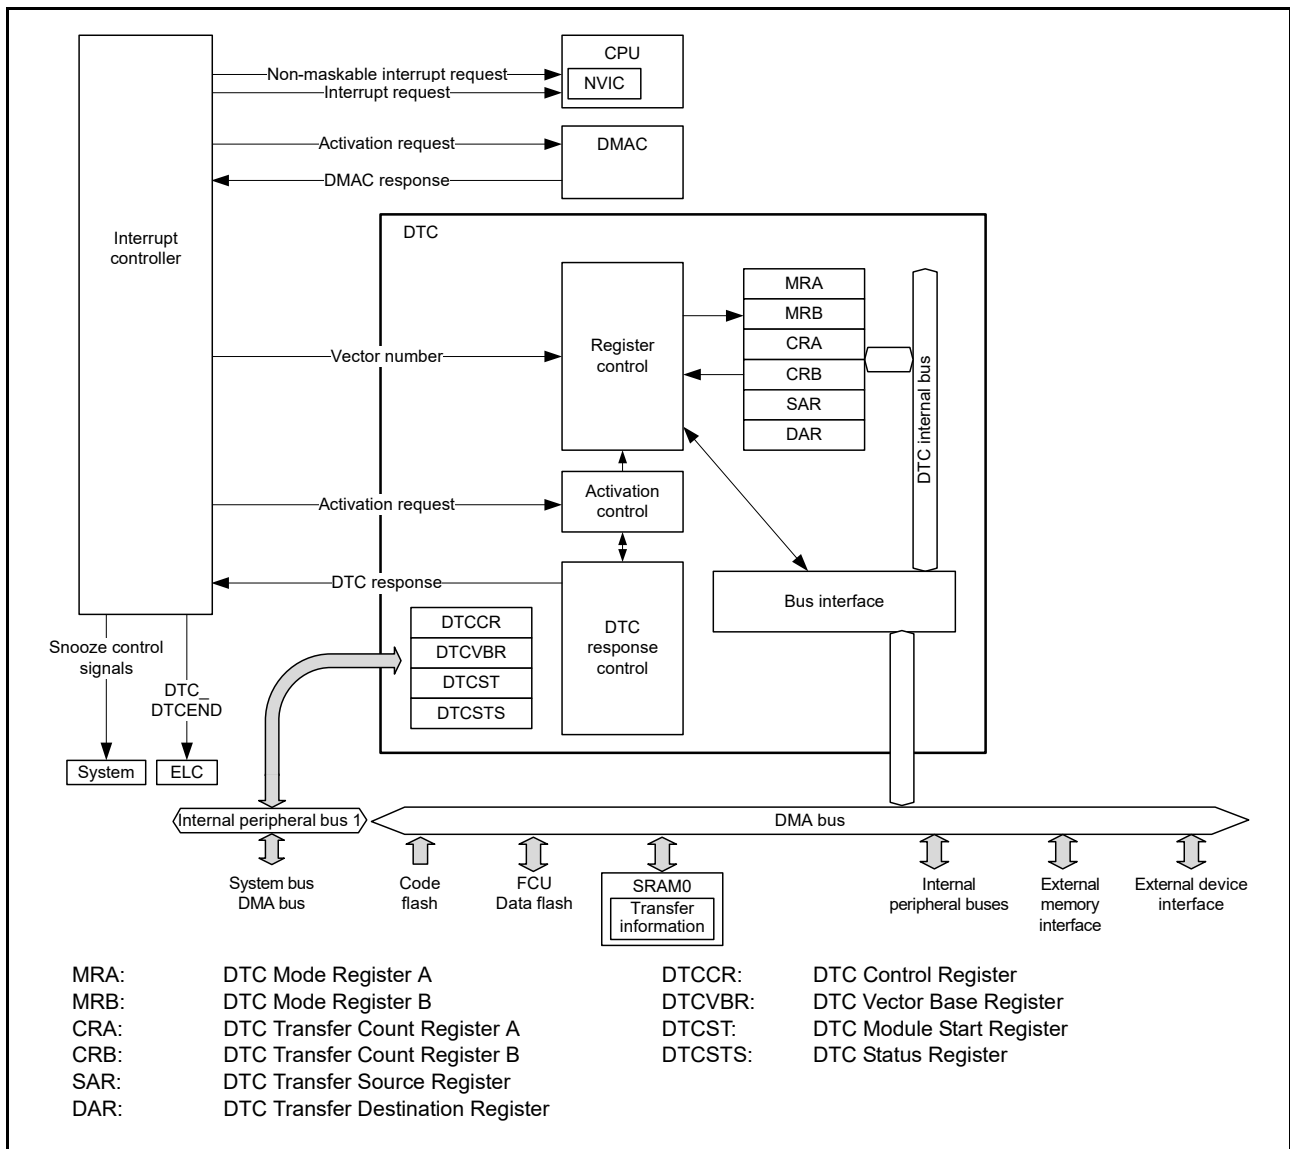 CPU
NVIC
Non-maskable interrupt request
Interrupt request
Activation request
DMAC
DMAC response
Interrupt
controller
DTC
MRA
MRB
CRA
CRB
SAR
DAR
Register
control
Vector number
DTC internal bus
Activation request
Activation
control
DTC response
Bus interface
DTCCR
DTCVBR
DTCST
DTCSTS
DTC
response
control
Snooze control
signals
DTC_
DTCEND
System
ELC
Internal peripheral bus 1
DMA bus
System bus
DMA bus
Code
flash
FCU
Data flash
SRAM0
Transfer
information
Internal
peripheral buses
External
memory
interface
External device
interface
MRA: DTC Mode Register A
MRB: DTC Mode Register B
CRA: DTC Transfer Count Register A
CRB: DTC Transfer Count Register B
SAR: DTC Transfer Source Register
DAR: DTC Transfer Destination Register
DTCCR: DTC Control Register
DTCVBR: DTC Vector Base Register
DTCST: DTC Module Start Register
DTCSTS: DTC Status Register